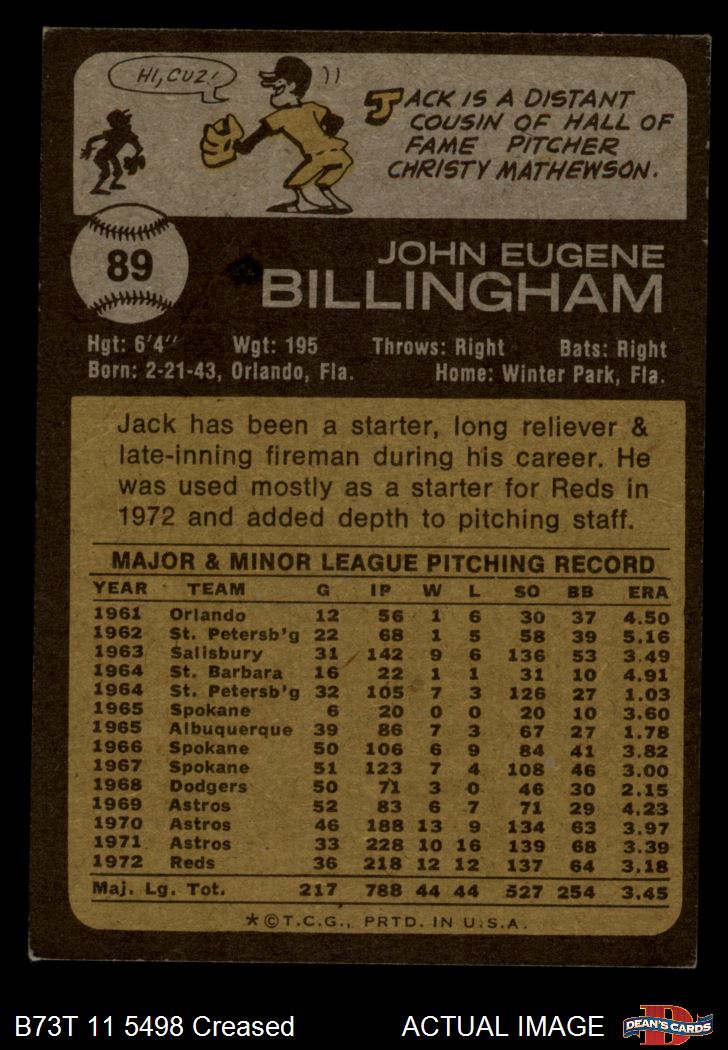 HI, CUZ!
JACK IS A DISTANT
COUSIN OF HALL OF
FAME PITCHER
CHRISTY MATHEWSON.
89
JOHN EUGENE
BILLINGHAM
Hgt: 6'4" Wgt: 195 Throws: Right Bats: Right
Born: 2-21-43, Orlando, Fla. Home: Winter Park, Fla.
Jack has been a starter, long reliever &
late-inning fireman during his career. He
was used mostly as a starter for Reds in
1972 and added depth to pitching staff.
MAJOR & MINOR LEAGUE PITCHING RECORD
YEAR TEAM G IP W L SO BB ERA
1961 Orlando 12 56 1 6 30 37 4.50
1962 St. Petersb'g 22 68 1 5 58 39 5.16
1963 Salisbury 31 142 9 6 136 53 3.49
1964 St. Barbara 16 22 1 1 31 10 4.91
1964 St. Petersb'g 32 105 7 3 126 27 1.03
1965 Spokane 6 20 0 0 20 10 3.60
1965 Albuquerque 39 86 7 3 67 27 1.78
1966 Spokane 50 106 6 9 84 41 3.82
1967 Spokane 51 123 7 4 108 46 3.00
1968 Dodgers 50 71 3 0 46 30 2.15
1969 Astros 52 83 6 7 71 29 4.23
1970 Astros 46 188 13 9 134 63 3.97
1971 Astros 33 228 10 16 139 68 3.39
1972 Reds 36 218 12 12 137 64 3.18
Maj. Lg. Tot. 217 788 44 44 527 254 3.45
★©T.C.G., PRTD. IN U.S.A.
B73T 11 5498 Creased ACTUAL IMAGE
D
DEAN'S CARDS